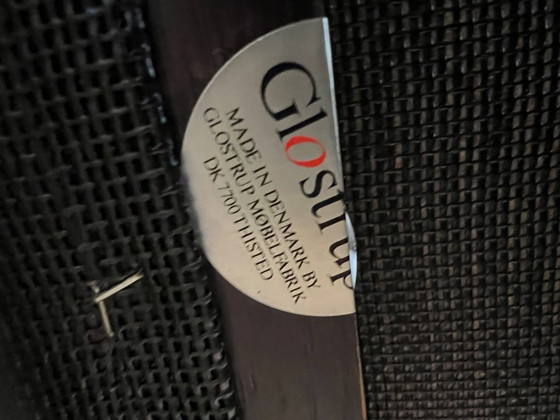 Glostrup
MADE IN DENMARK BY
GLOSTRUP MØBELFABRIK
DK 7700 THISTED